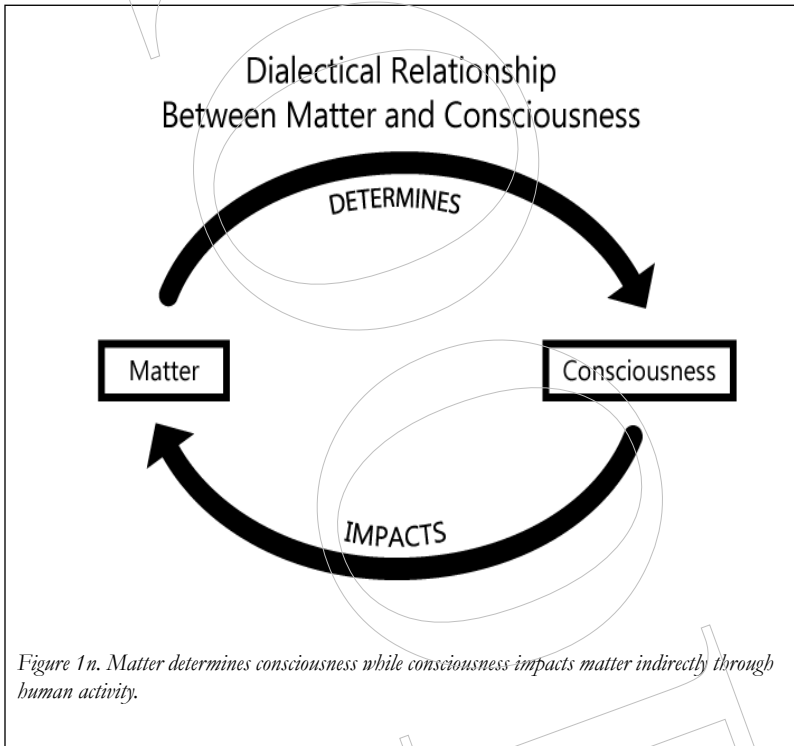 Dialectical Relationship
Between Matter and Consciousness
DETERMINES
Matter
Consciousness
IMPACTS
Figure 1n. Matter determines consciousness while consciousness impacts matter indirectly through
human activity.